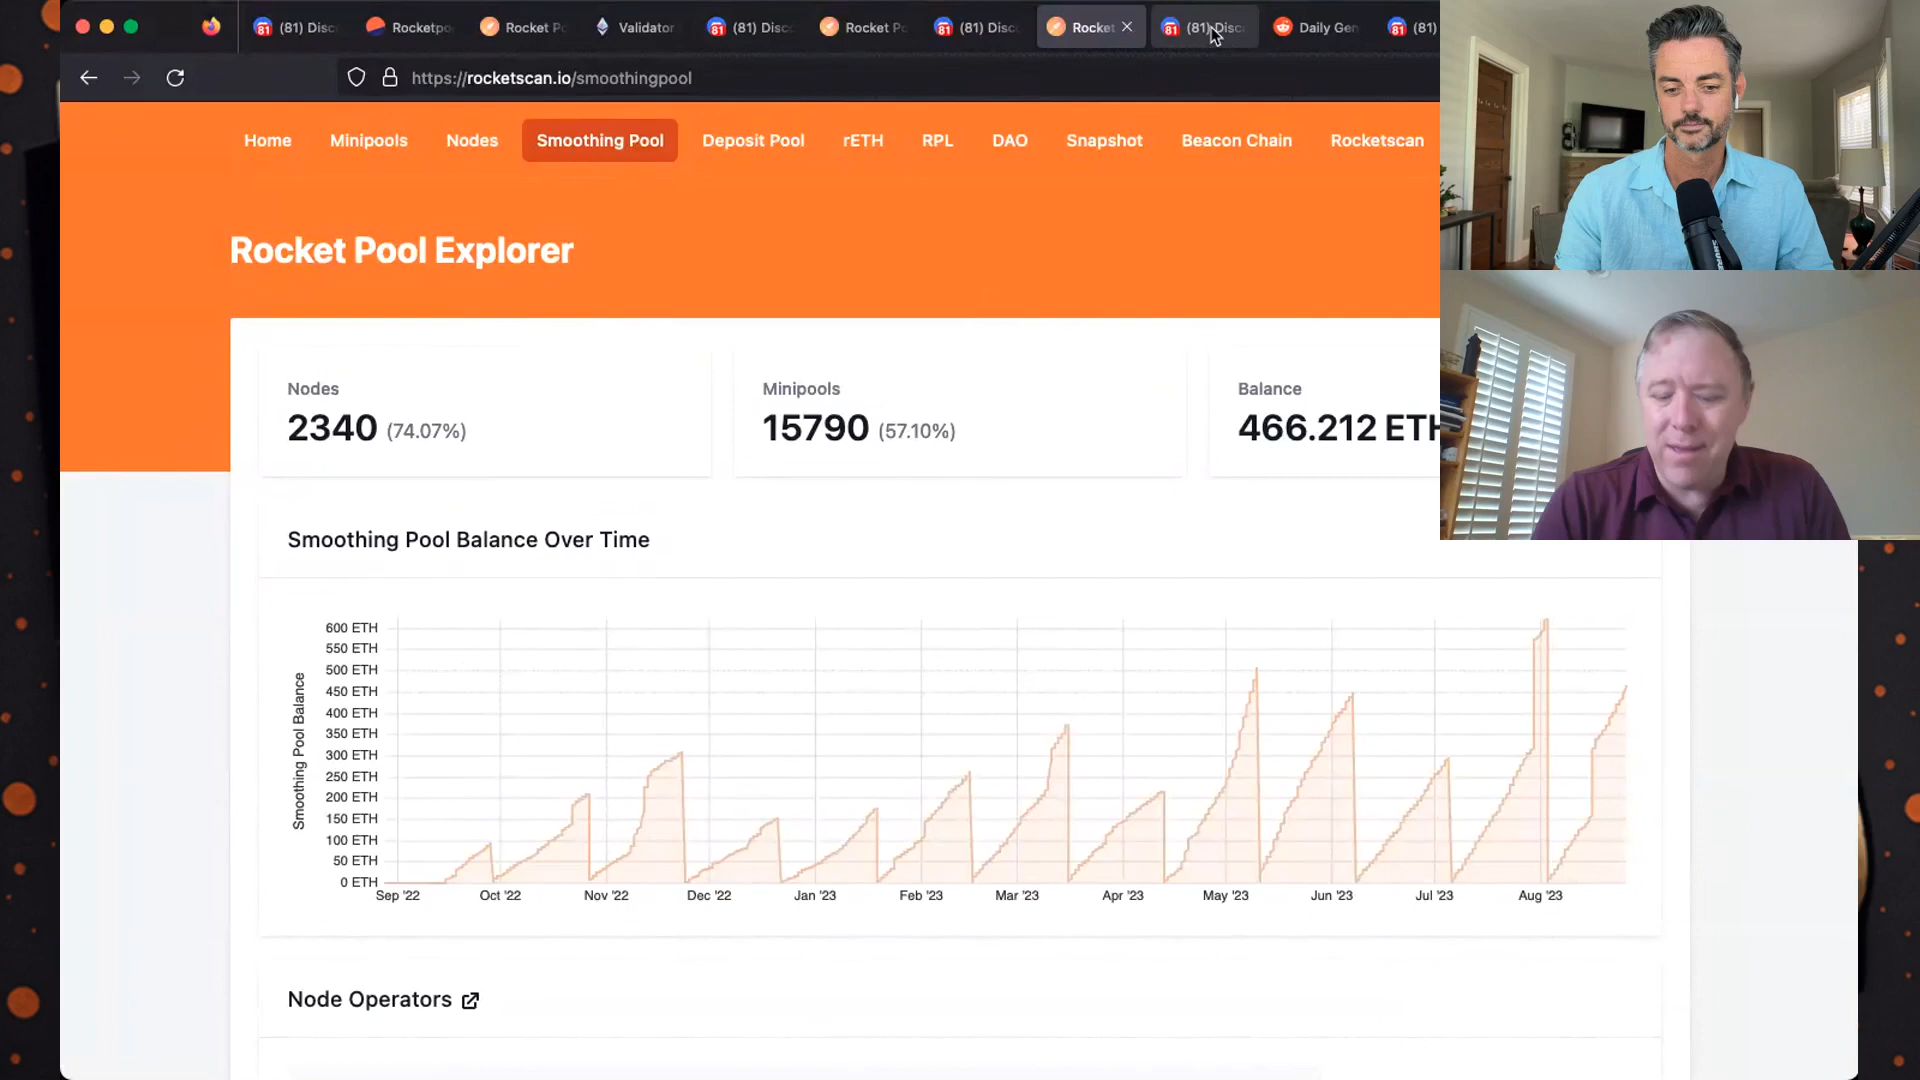 (81) Disc
Rocketpo
Rocket Po
Validator
(81) Disc
Rocket Po
(81) Disc
Rocket
(81) Disc
Daily Gen
(81)
https://rocketscan.io/smoothingpool
Home Minipools Nodes Smoothing Pool Deposit Pool rETH RPL DAO Snapshot Beacon Chain Rocketscan
Rocket Pool Explorer
Nodes
2340 (74.07%)
Minipools
15790 (57.10%)
Balance
466.212 ETH
Smoothing Pool Balance Over Time
Smoothing Pool Balance
600 ETH
550 ETH
500 ETH
450 ETH
400 ETH
350 ETH
300 ETH
250 ETH
200 ETH
150 ETH
100 ETH
50 ETH
0 ETH
Sep '22 Oct '22 Nov '22 Dec '22 Jan '23 Feb '23 Mar '23 Apr '23 May '23 Jun '23 Jul '23 Aug '23
Node Operators